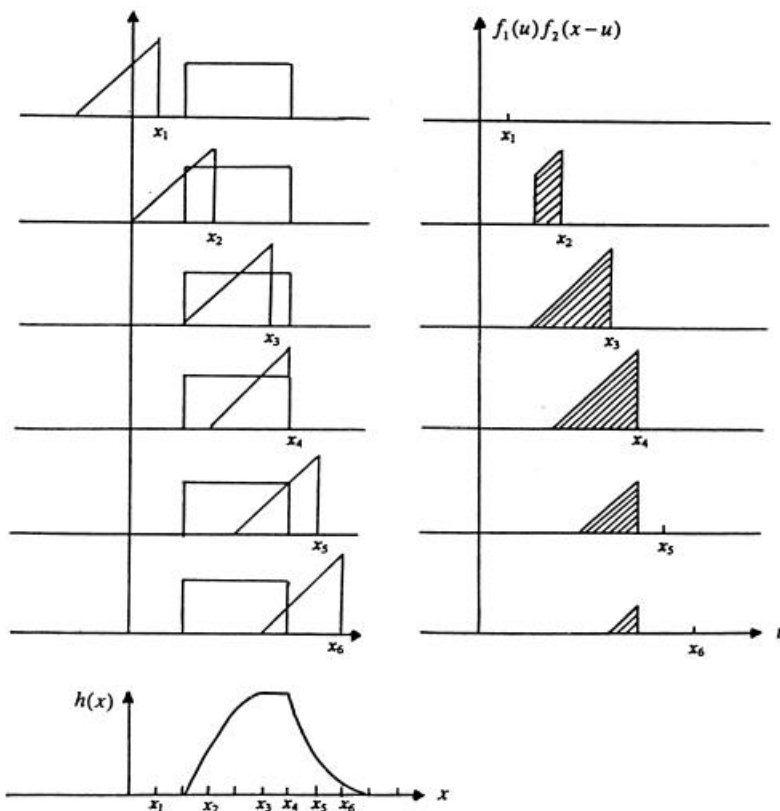 f₁(u)f₂(x−u)
x₁
x₁
x₂
x₂
x₃
x₃
x₄
x₄
x₅
x₅
x₆
x₆
h(x)
x₁ x₂ x₃ x₄ x₅ x₆ x